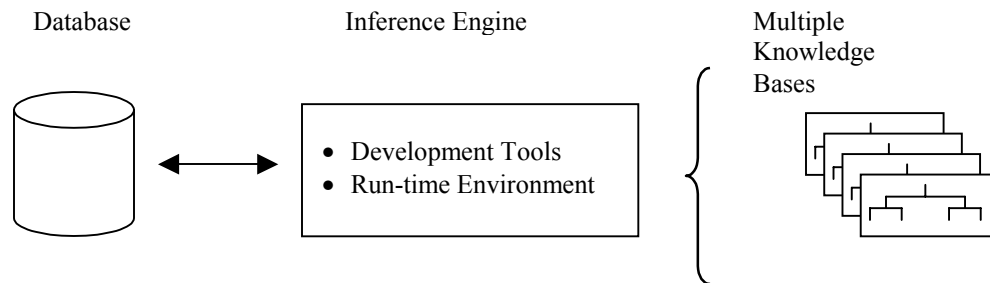 Database
Inference Engine
Multiple
Knowledge
Bases
• Development Tools
• Run-time Environment